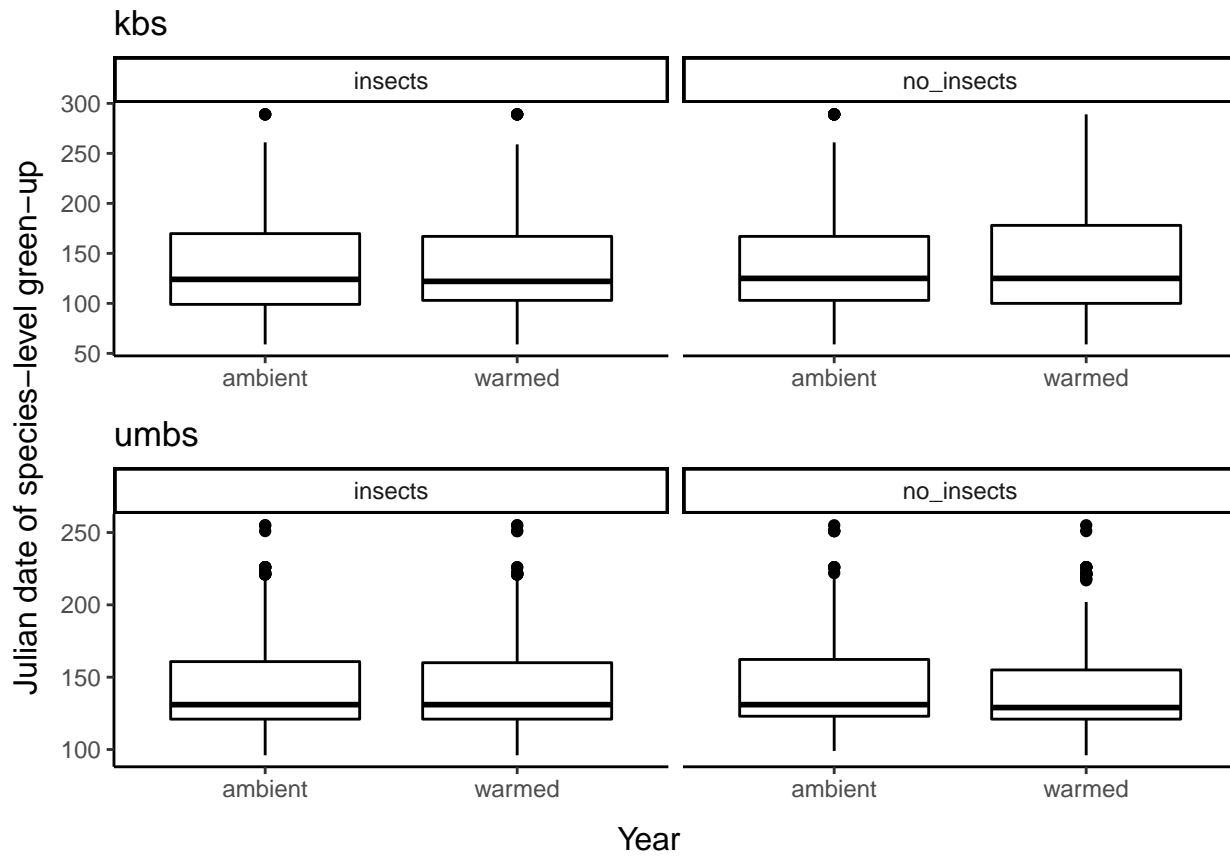 kbs
insects no_insects
300
250
200
150
100
50
ambient warmed ambient warmed
Julian date of species−level green−up
umbs
insects no_insects
250
200
150
100
ambient warmed ambient warmed
Year